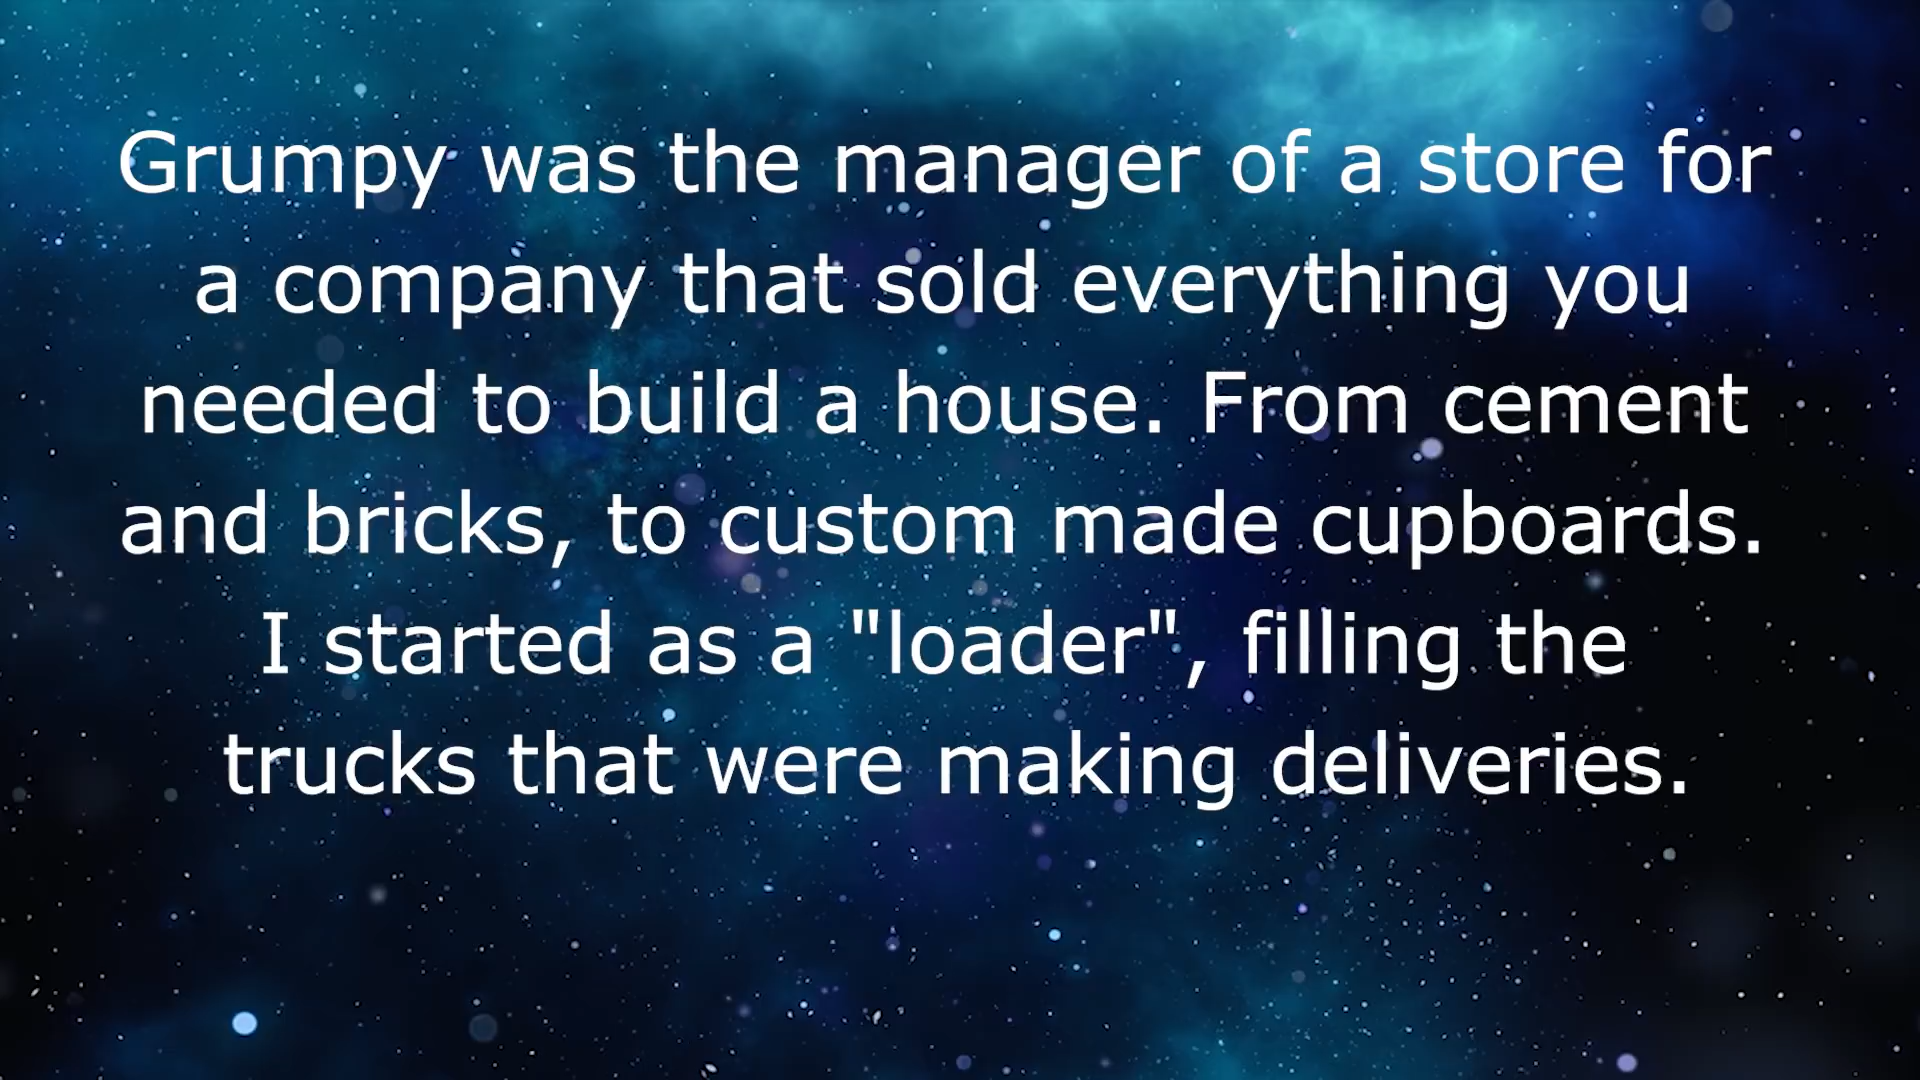 Grumpy was the manager of a store for
a company that sold everything you
needed to build a house. From cement
and bricks, to custom made cupboards.
I started as a "loader", filling the
trucks that were making deliveries.